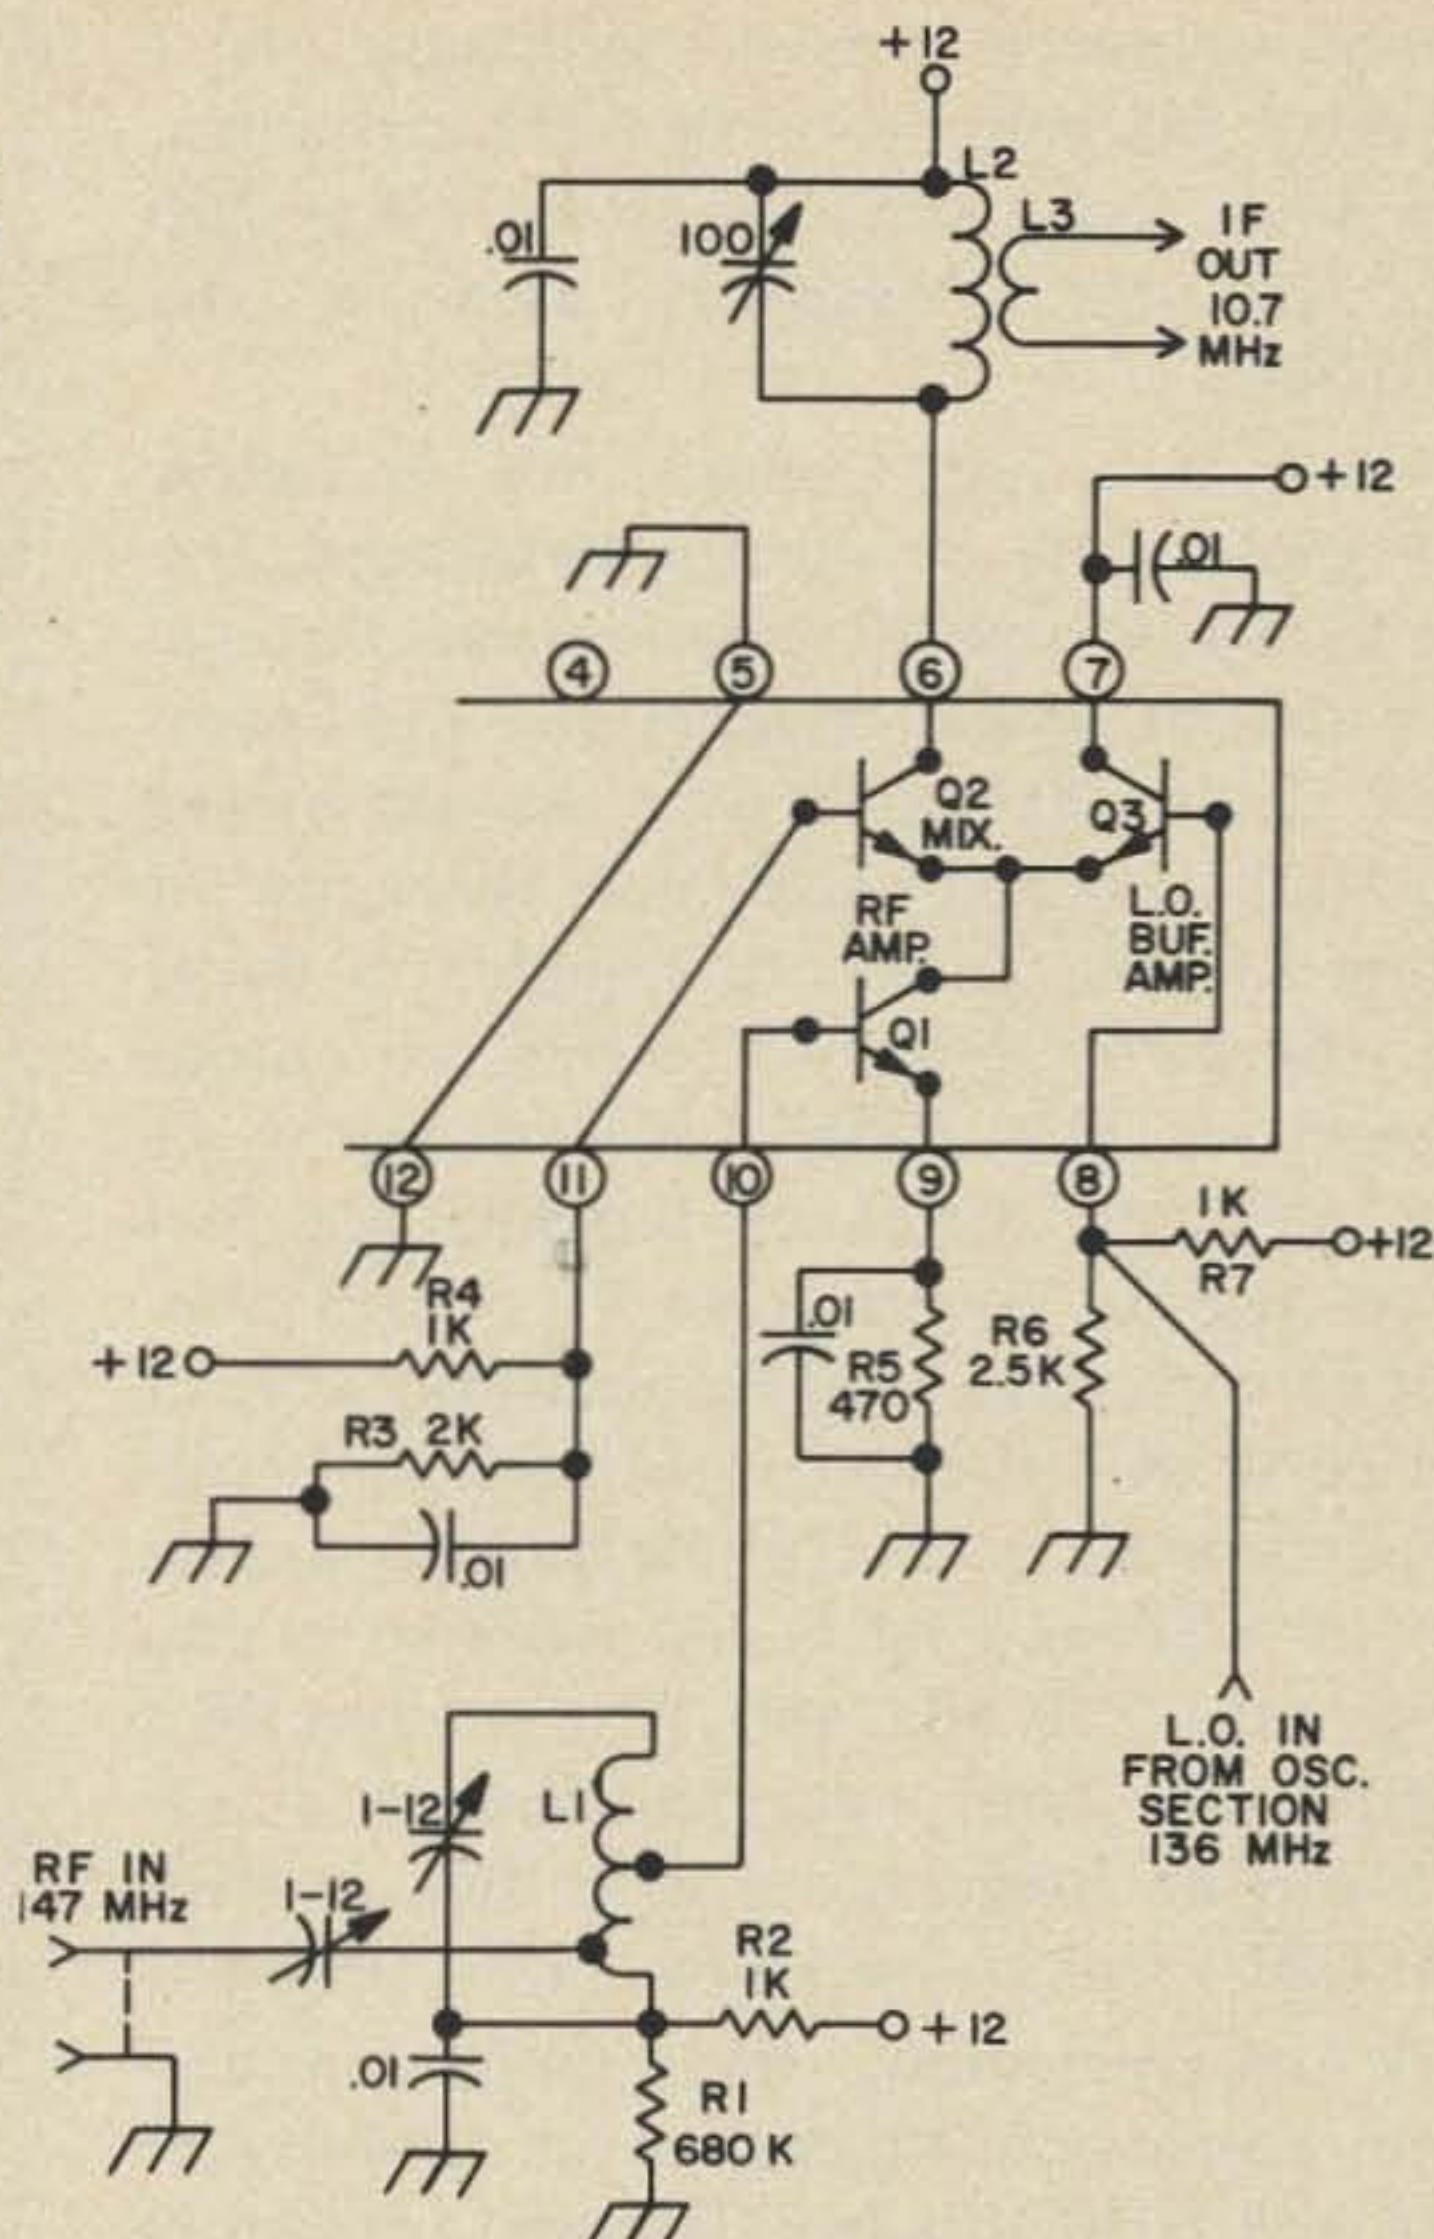 +12
L2
.01
100
L3
IF
OUT
10.7
MHz
+12
.01
4
5
6
7
Q2
MIX.
Q3
RF
AMP.
L.O.
BUF.
AMP.
Q1
12
11
10
9
8
1K
R7
+12
R4
1K
+12
.01
R5
470
R6
2.5K
R3 2K
.01
L.O. IN
FROM OSC.
SECTION
136 MHz
1-12
L1
RF IN
147 MHz
1-12
R2
1K
+12
.01
R1
680 K